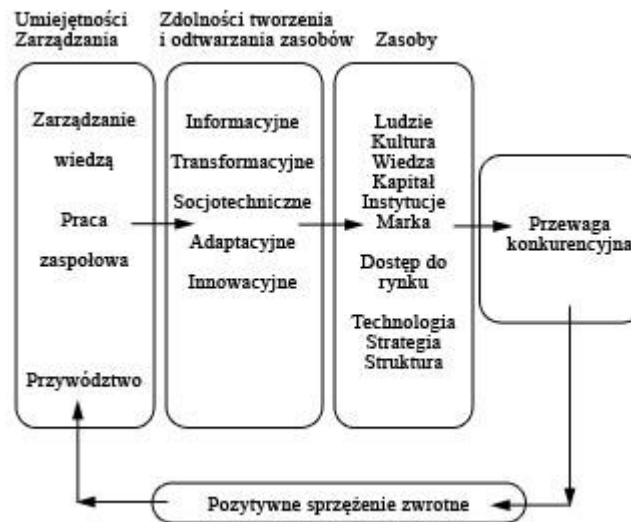 Umiejętności
Zarządzania
Zdolności tworzenia
i odtwarzania zasobów
Zasoby
Zarządzanie
wiedzą
Praca
zaspołowa
Przywództwo
Informacyjne
Transformacyjne
Socjotechniczne
Adaptacyjne
Innowacyjne
Ludzie
Kultura
Wiedza
Kapitał
Instytucje
Marka
Dostęp do
rynku
Technologia
Strategia
Struktura
Przewaga
konkurencyjna
Pozytywne sprzężenie zwrotne